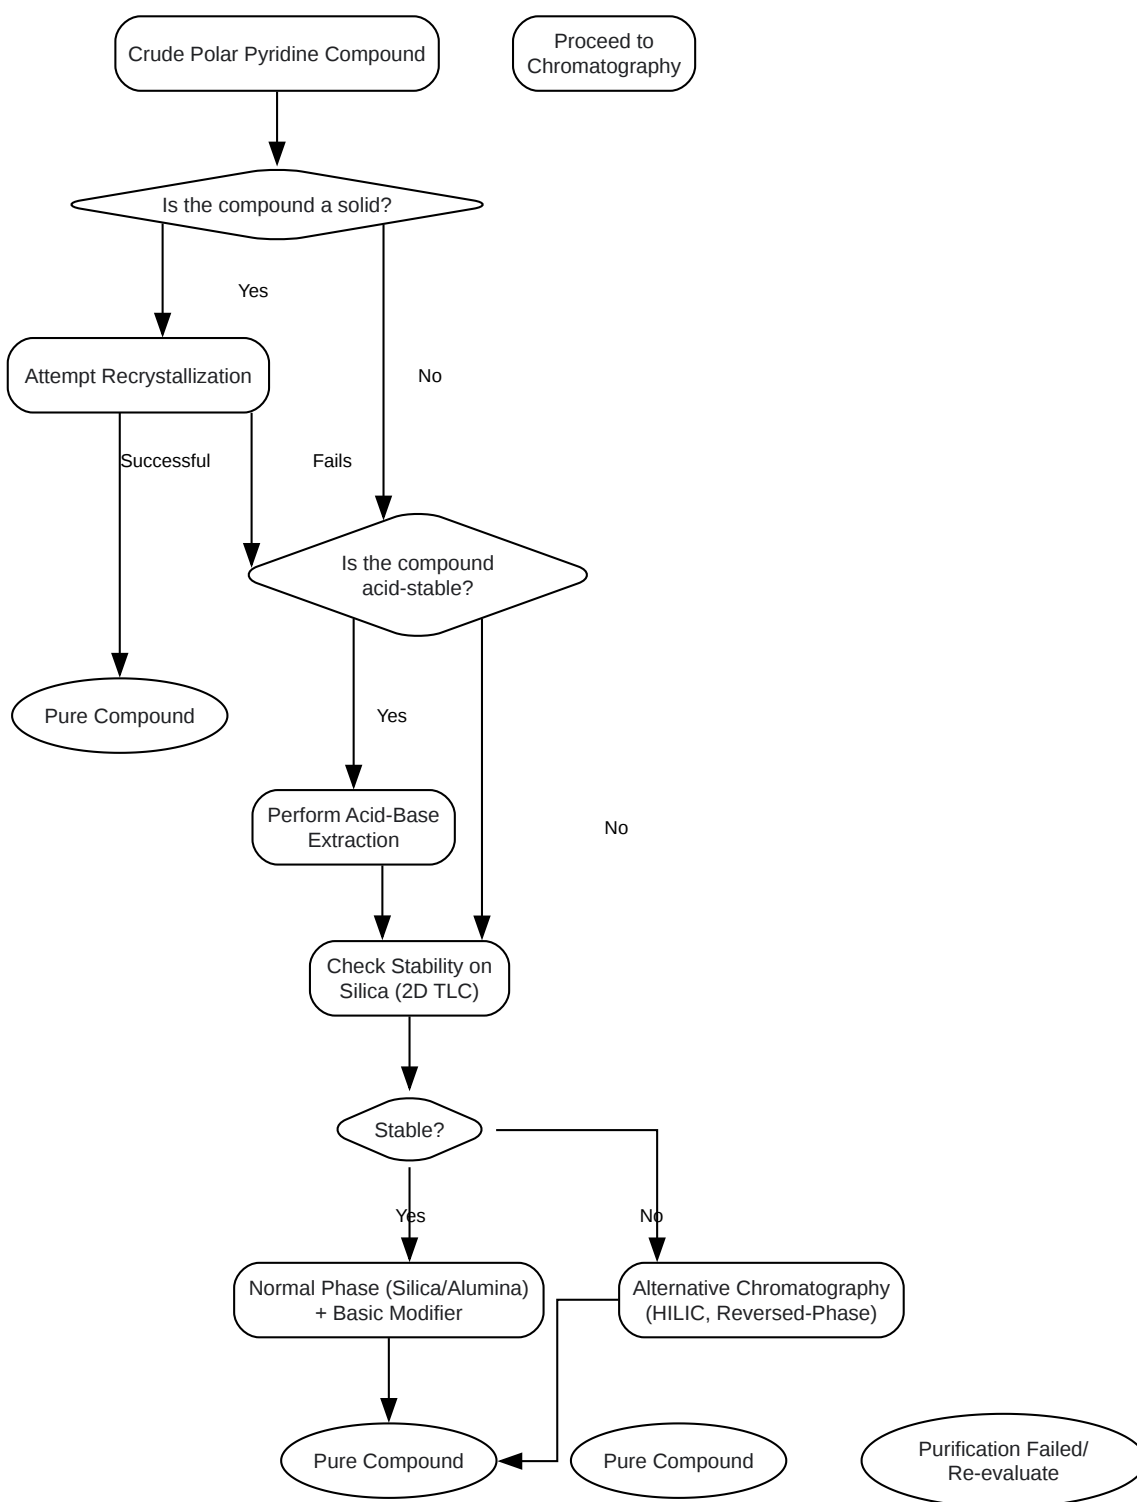 Crude Polar Pyridine Compound
Proceed to
Chromatography
Is the compound a solid?
Yes
Attempt Recrystallization
No
Successful
Fails
Is the compound
acid-stable?
Pure Compound
Yes
Perform Acid-Base
Extraction
No
Check Stability on
Silica (2D TLC)
Stable?
Yes
No
Normal Phase (Silica/Alumina)
+ Basic Modifier
Alternative Chromatography
(HILIC, Reversed-Phase)
Pure Compound
Pure Compound
Purification Failed/
Re-evaluate